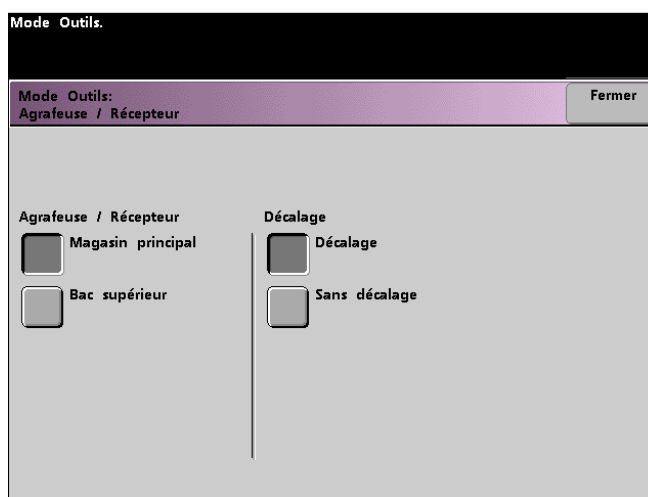 Mode Outils.
Mode Outils:
Agrafeuse / Récepteur
Fermer
Agrafeuse / Récepteur
Magasin principal
Bac supérieur
Décalage
Décalage
Sans décalage